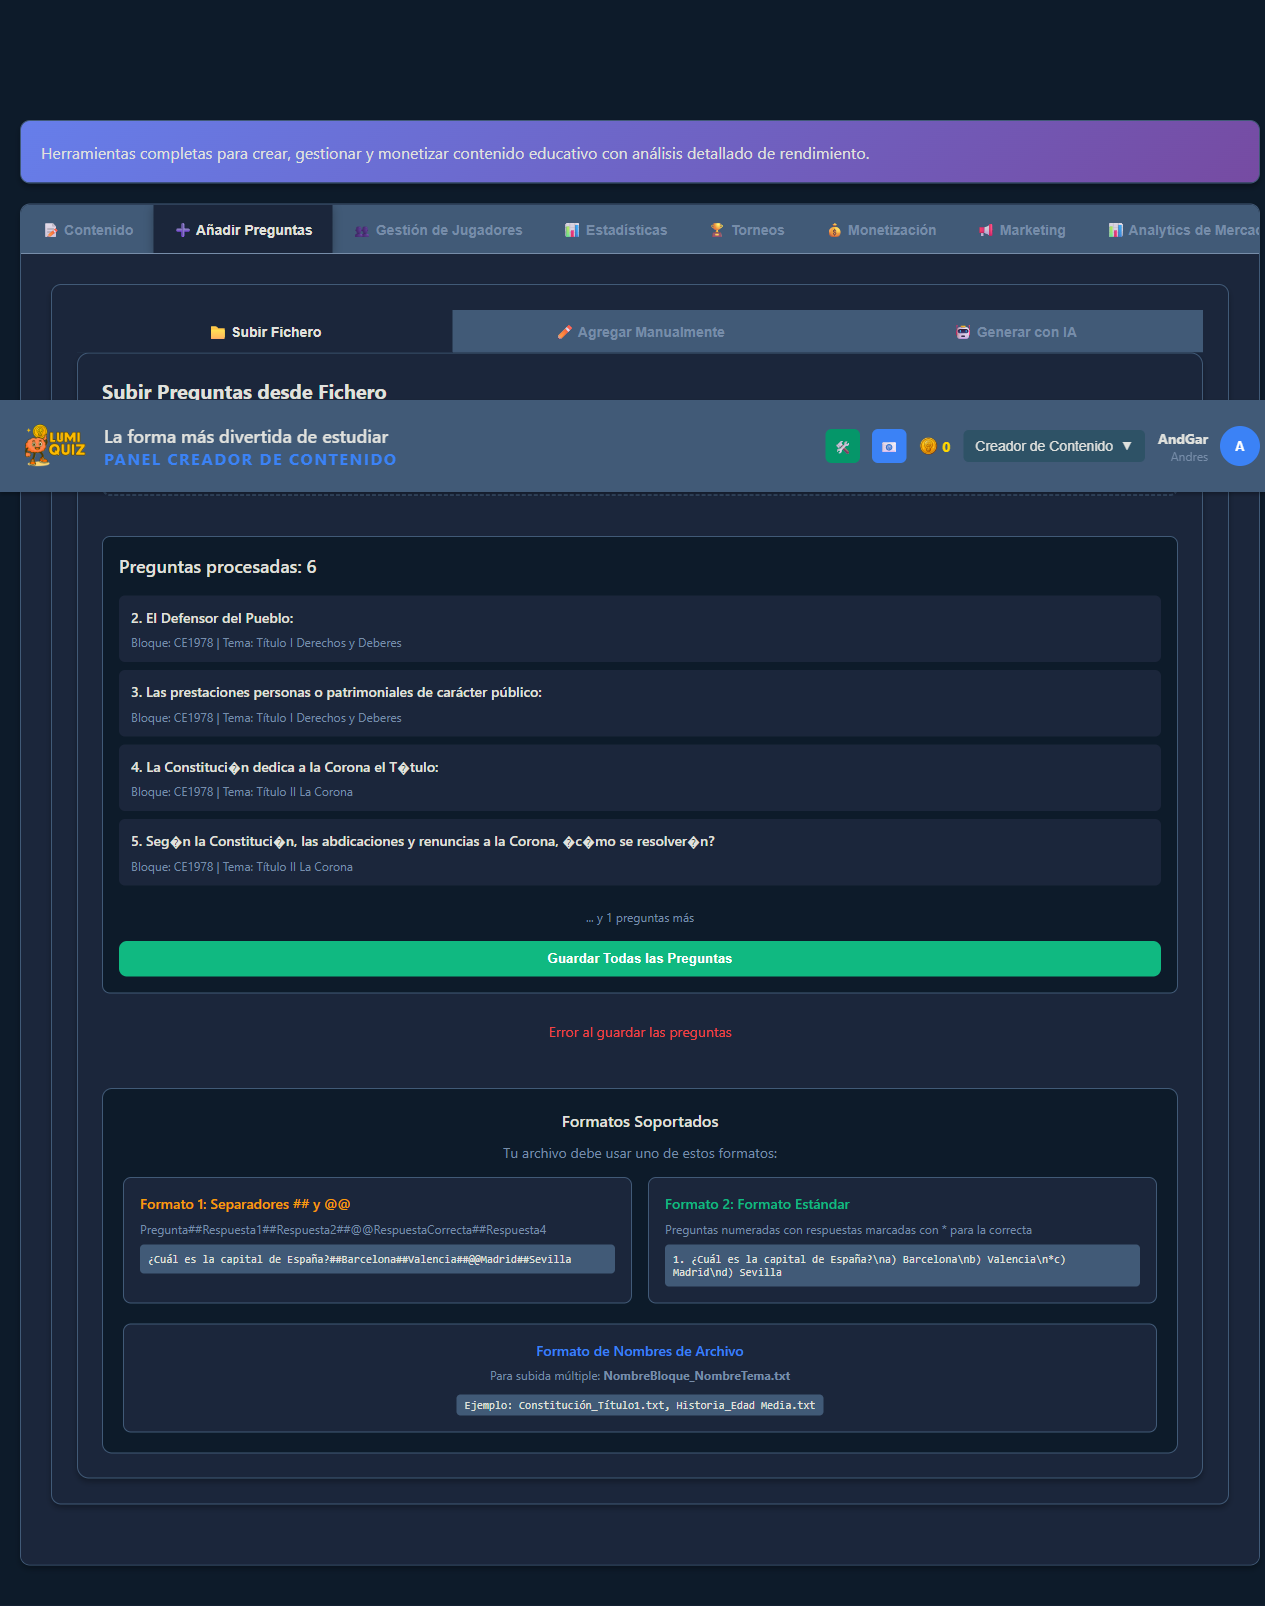 Herramientas completas para crear, gestionar y monetizar contenido educativo con análisis detallado de rendimiento.
Contenido
Añadir Preguntas
Gestión de Jugadores
Estadísticas
Torneos
Monetización
Marketing
Analytics de Mercad
Subir Fichero
Agregar Manualmente
Generar con IA
Subir Preguntas desde Fichero
LUMI
QUIZ
La forma más divertida de estudiar
PANEL CREADOR DE CONTENIDO
0
Creador de Contenido ▼
AndGar
Andres
A
Preguntas procesadas: 6
2. El Defensor del Pueblo:
Bloque: CE1978 | Tema: Título I Derechos y Deberes
3. Las prestaciones personas o patrimoniales de carácter público:
Bloque: CE1978 | Tema: Título I Derechos y Deberes
4. La Constituci�n dedica a la Corona el T�tulo:
Bloque: CE1978 | Tema: Título II La Corona
5. Seg�n la Constituci�n, las abdicaciones y renuncias a la Corona, �c�mo se resolver�n?
Bloque: CE1978 | Tema: Título II La Corona
... y 1 preguntas más
Guardar Todas las Preguntas
Error al guardar las preguntas
Formatos Soportados
Tu archivo debe usar uno de estos formatos:
Formato 1: Separadores ## y @@
Pregunta##Respuesta1##Respuesta2##@@RespuestaCorrecta##Respuesta4
¿Cuál es la capital de España?##Barcelona##Valencia##@@Madrid##Sevilla
Formato 2: Formato Estándar
Preguntas numeradas con respuestas marcadas con * para la correcta
1. ¿Cuál es la capital de España?\na) Barcelona\nb) Valencia\n*c)
Madrid\nd) Sevilla
Formato de Nombres de Archivo
Para subida múltiple: NombreBloque_NombreTema.txt
Ejemplo: Constitución_Título1.txt, Historia_Edad Media.txt